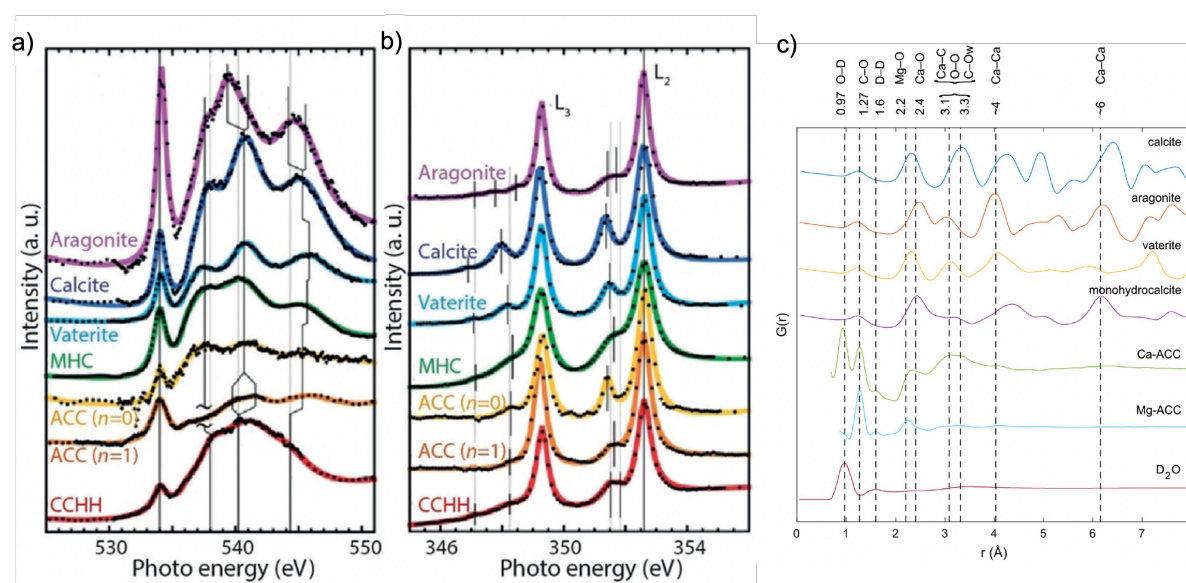 a)
Intensity (a. u.)
Aragonite
Calcite
Vaterite
MHC
ACC (n=0)
ACC (n=1)
CCHH
~
~
530 540 550
Photo energy (eV)
b)
Intensity (a. u.)
L3
L2
Aragonite
Calcite
Vaterite
MHC
ACC (n=0)
ACC (n=1)
CCHH
346 350 354
Photo energy (eV)
c)
O–D
C–O
D–D
Mg–O
Ca–O
Ca–C
O–O
C–Ow
Ca–Ca
Ca–Ca
0.97
1.27
1.6
2.2
2.4
3.1
3.3
~4
~6
G(r)
calcite
aragonite
vaterite
monohydrocalcite
Ca-ACC
Mg-ACC
D2O
0 1 2 3 4 5 6 7
r (Å)